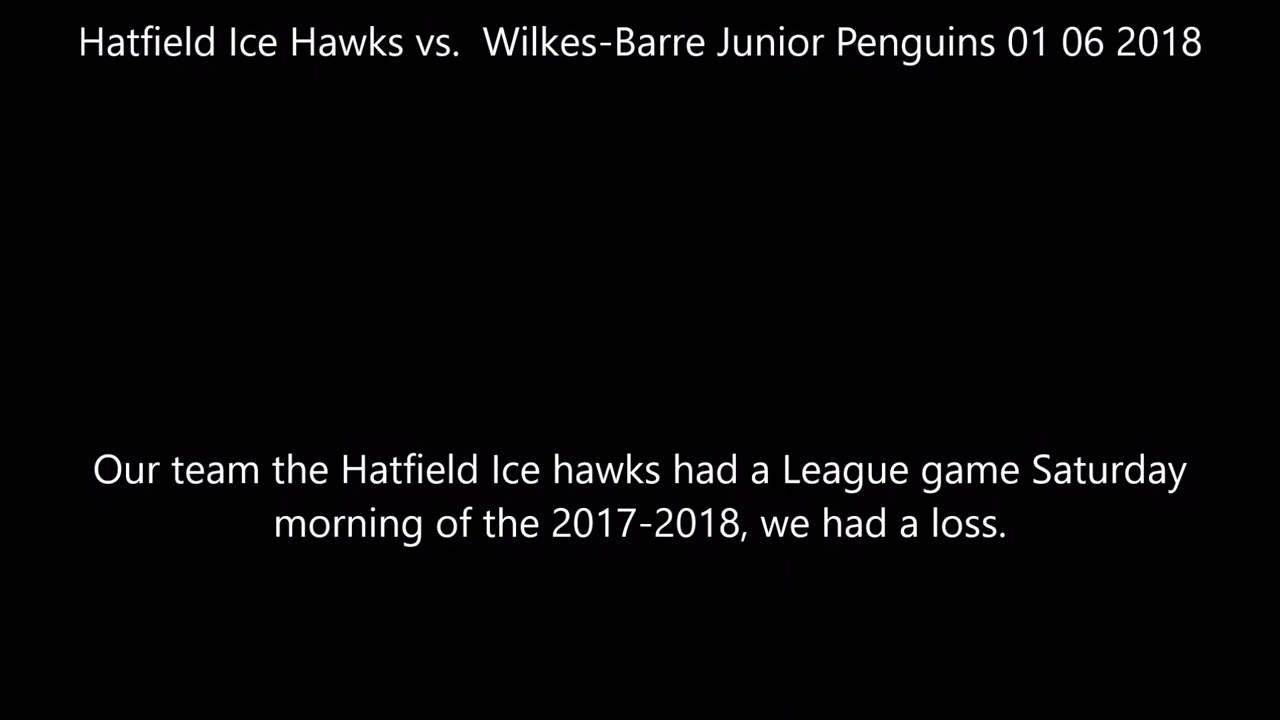 Hatfield Ice Hawks vs.  Wilkes-Barre Junior Penguins 01 06 2018
Our team the Hatfield Ice hawks had a League game Saturday
morning of the 2017-2018, we had a loss.